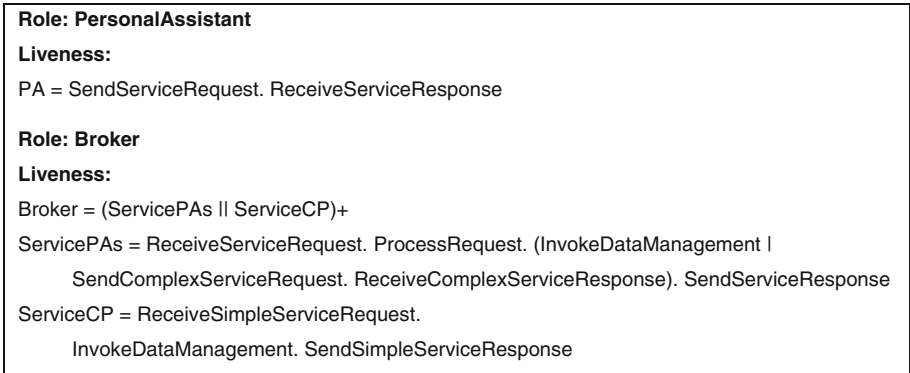 Role: PersonalAssistant
Liveness:
PA = SendServiceRequest. ReceiveServiceResponse
Role: Broker
Liveness:
Broker = (ServicePAs || ServiceCP)+
ServicePAs = ReceiveServiceRequest. ProcessRequest. (InvokeDataManagement |
SendComplexServiceRequest. ReceiveComplexServiceResponse). SendServiceResponse
ServiceCP = ReceiveSimpleServiceRequest.
InvokeDataManagement. SendSimpleServiceResponse